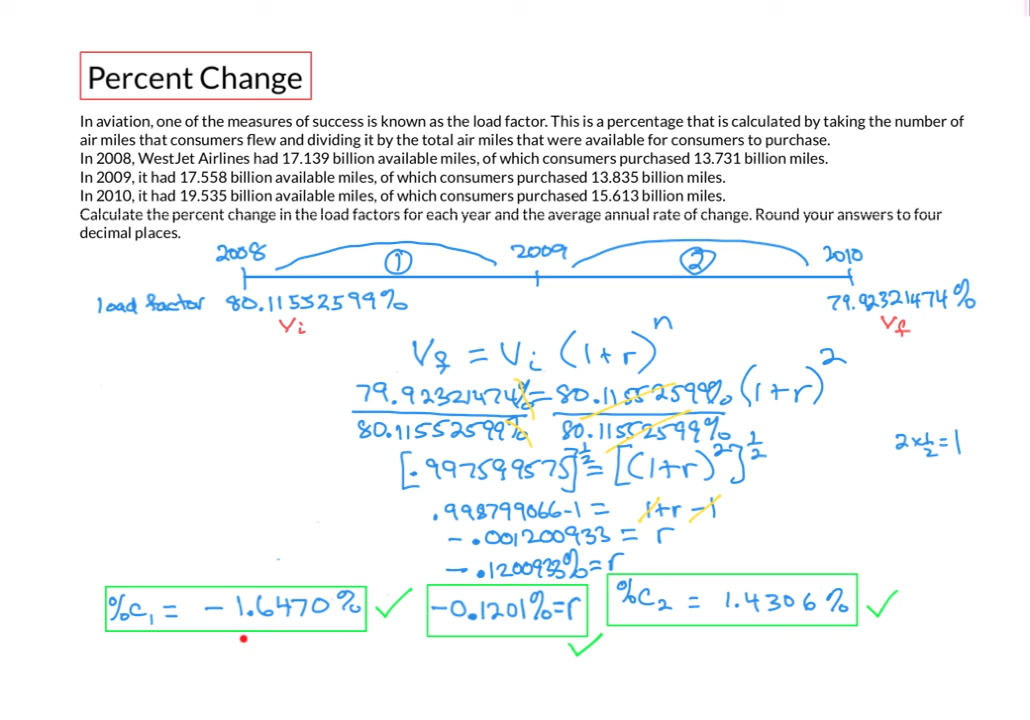 Percent Change
In aviation, one of the measures of success is known as the load factor. This is a percentage that is calculated by taking the number of
air miles that consumers flew and dividing it by the total air miles that were available for consumers to purchase.
In 2008, WestJet Airlines had 17.139 billion available miles, of which consumers purchased 13.731 billion miles.
In 2009, it had 17.558 billion available miles, of which consumers purchased 13.835 billion miles.
In 2010, it had 19.535 billion available miles, of which consumers purchased 15.613 billion miles.
Calculate the percent change in the load factors for each year and the average annual rate of change. Round your answers to four
decimal places.
2008 ① 2009 ② 2010
load factor 80.11552599% 79.92321474%
Vi Vf
Vf = Vi (1+r)^n
79.92321474% = 80.11552599% (1+r)^2
80.11552599% 80.11552599%
[.997599575]^1/2 = [(1+r)^2]^1/2 2×1/2=1
.998799066-1 = 1+r-1
-.001200933 = r
-.1200933%=r
%C1 = -1.6470% -0.1201%=r %C2 = 1.4306%